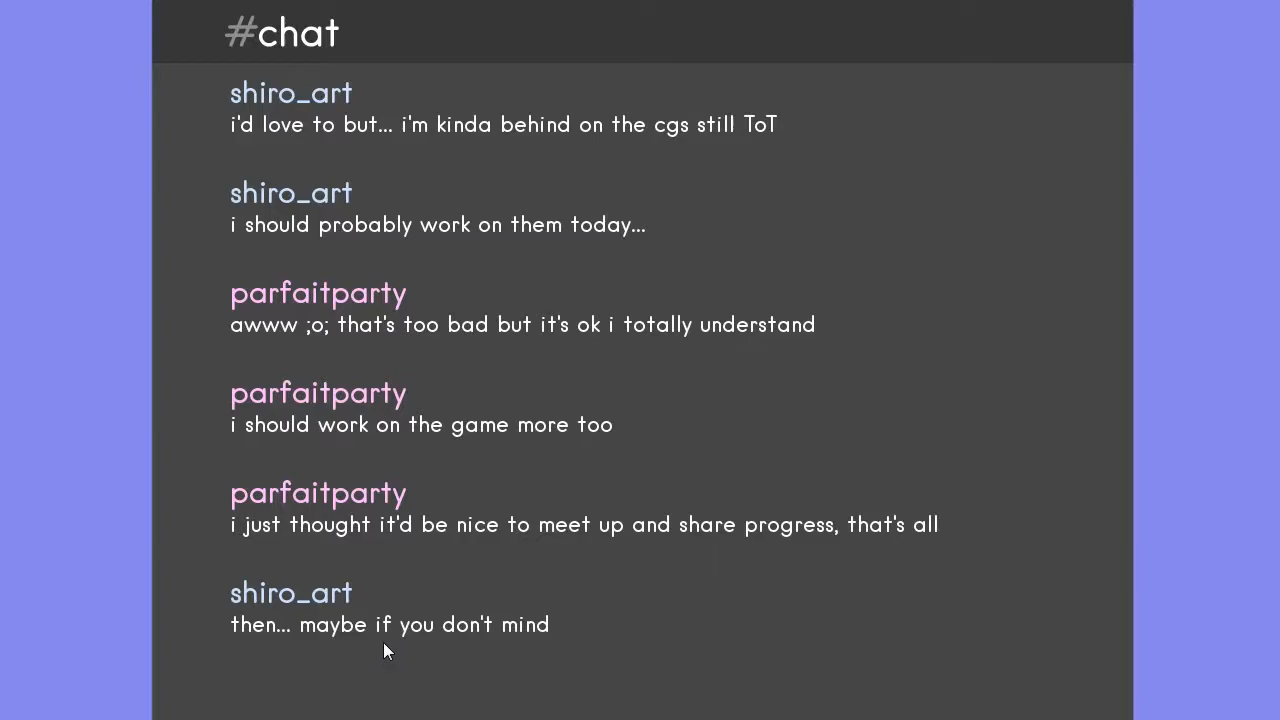 #chat
shiro_art
i'd love to but... i'm kinda behind on the cgs still ToT
shiro_art
i should probably work on them today...
parfaitparty
awww ;o; that's too bad but it's ok i totally understand
parfaitparty
i should work on the game more too
parfaitparty
i just thought it'd be nice to meet up and share progress, that's all
shiro_art
then... maybe if you don't mind